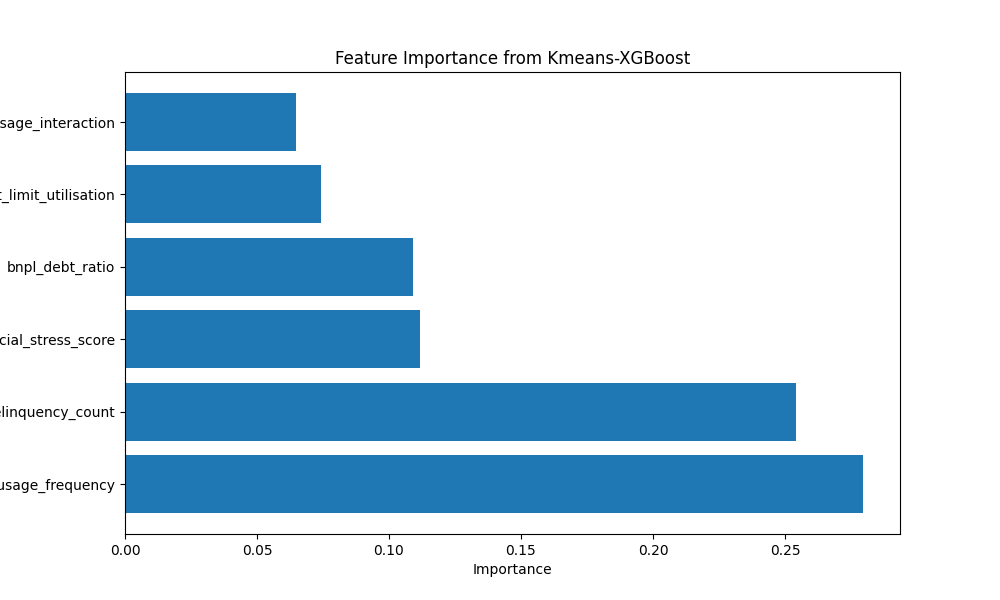 Feature Importance from Kmeans-XGBoost
sage_interaction
t_limit_utilisation
bnpl_debt_ratio
cial_stress_score
elinquency_count
usage_frequency
0.00 0.05 0.10 0.15 0.20 0.25
Importance